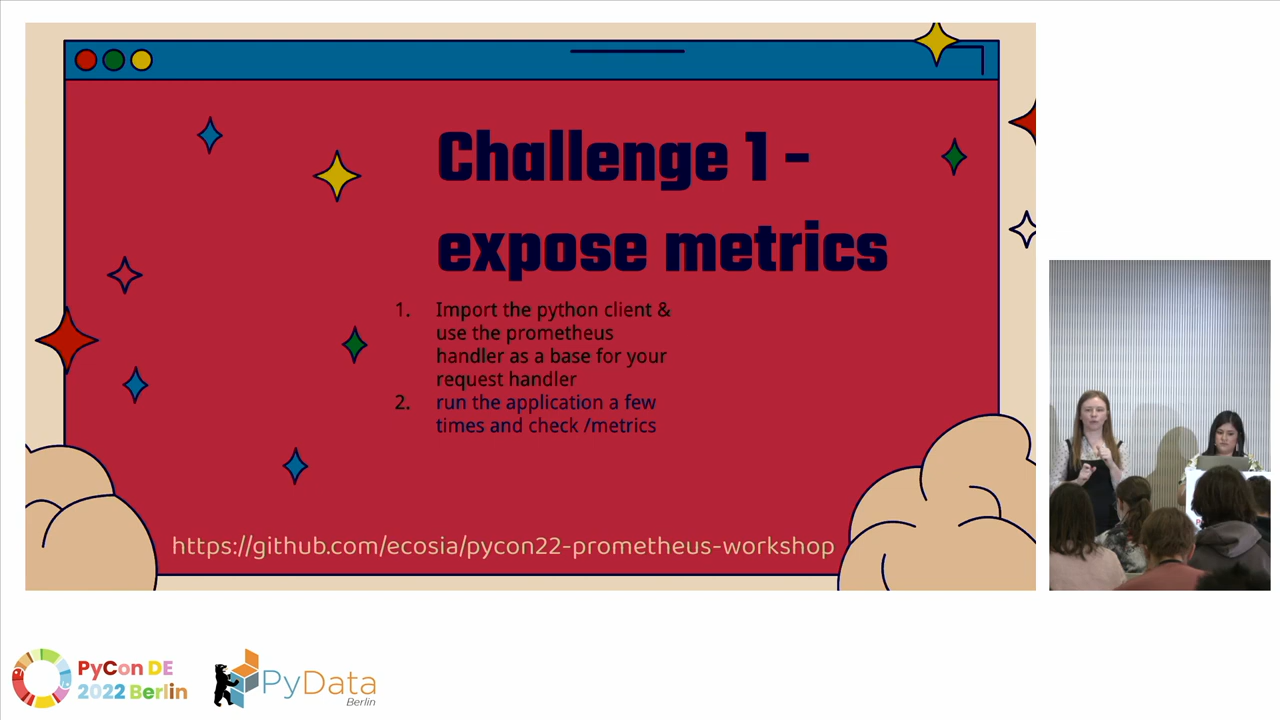 Challenge 1 -
expose metrics
1. Import the python client &
use the prometheus
handler as a base for your
request handler
2. run the application a few
times and check /metrics
https://github.com/ecosia/pycon22-prometheus-workshop
PyCon DE
2022 Berlin
PyData
Berlin